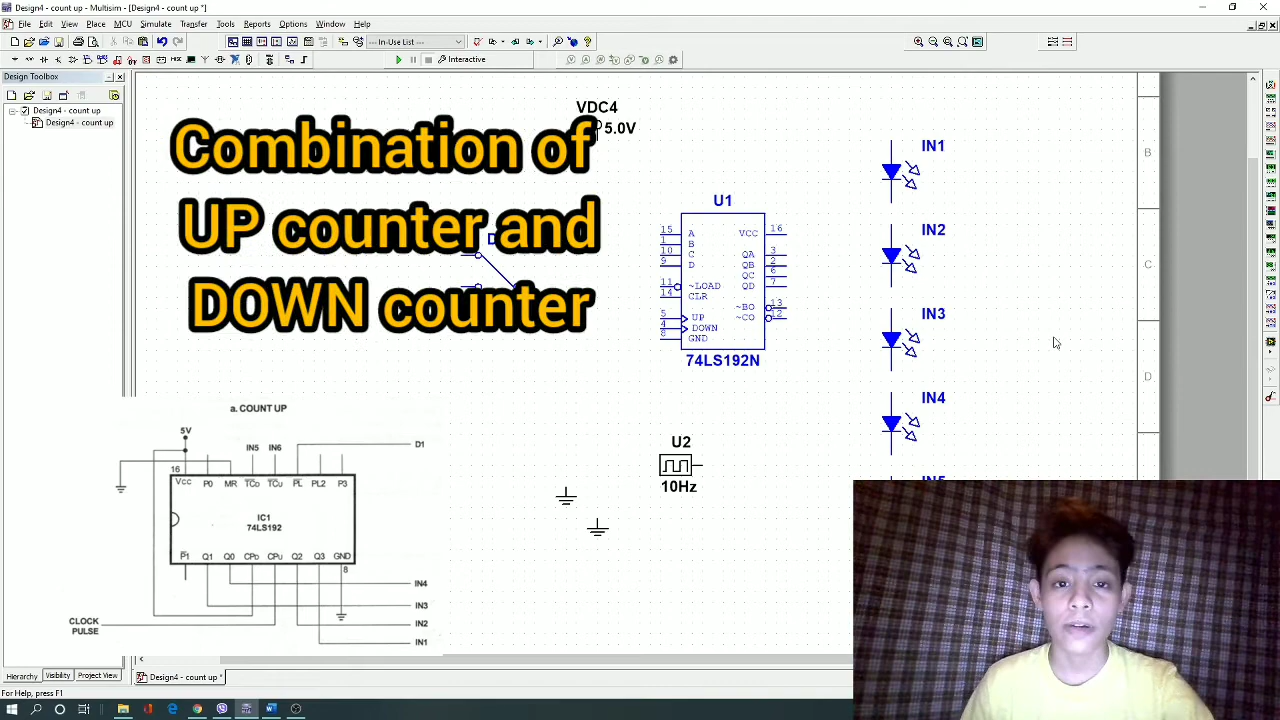 Design4 - count up - Multisim - [Design4 - count up *]
File Edit View Place MCU Simulate Transfer Tools Reports Options Window Help
--- In-Use List ---
Interactive
Design Toolbox
Design4 - count up
Design4 - count up
VDC4
5.0V
Combination of
UP counter and
DOWN counter
U1
15 A VCC 16
1 B QA 3
10 C QB 2
9 D QC 6
QD 7
11 ~LOAD
14 CLR
~BO 13
5 UP ~CO 12
4 DOWN
8 GND
74LS192N
U2
10Hz
IN1
IN2
IN3
IN4
B
C
D
a. COUNT UP
5V
IN5 IN6
D1
16
Vcc P0 MR TCD TCU PL PL2 P3
IC1
74LS192
P1 Q1 Q0 CPD CPU Q2 Q3 GND
8
IN4
IN3
CLOCK
PULSE
IN2
IN1
Hierarchy Visibility Project View
Design4 - count up *
For Help, press F1